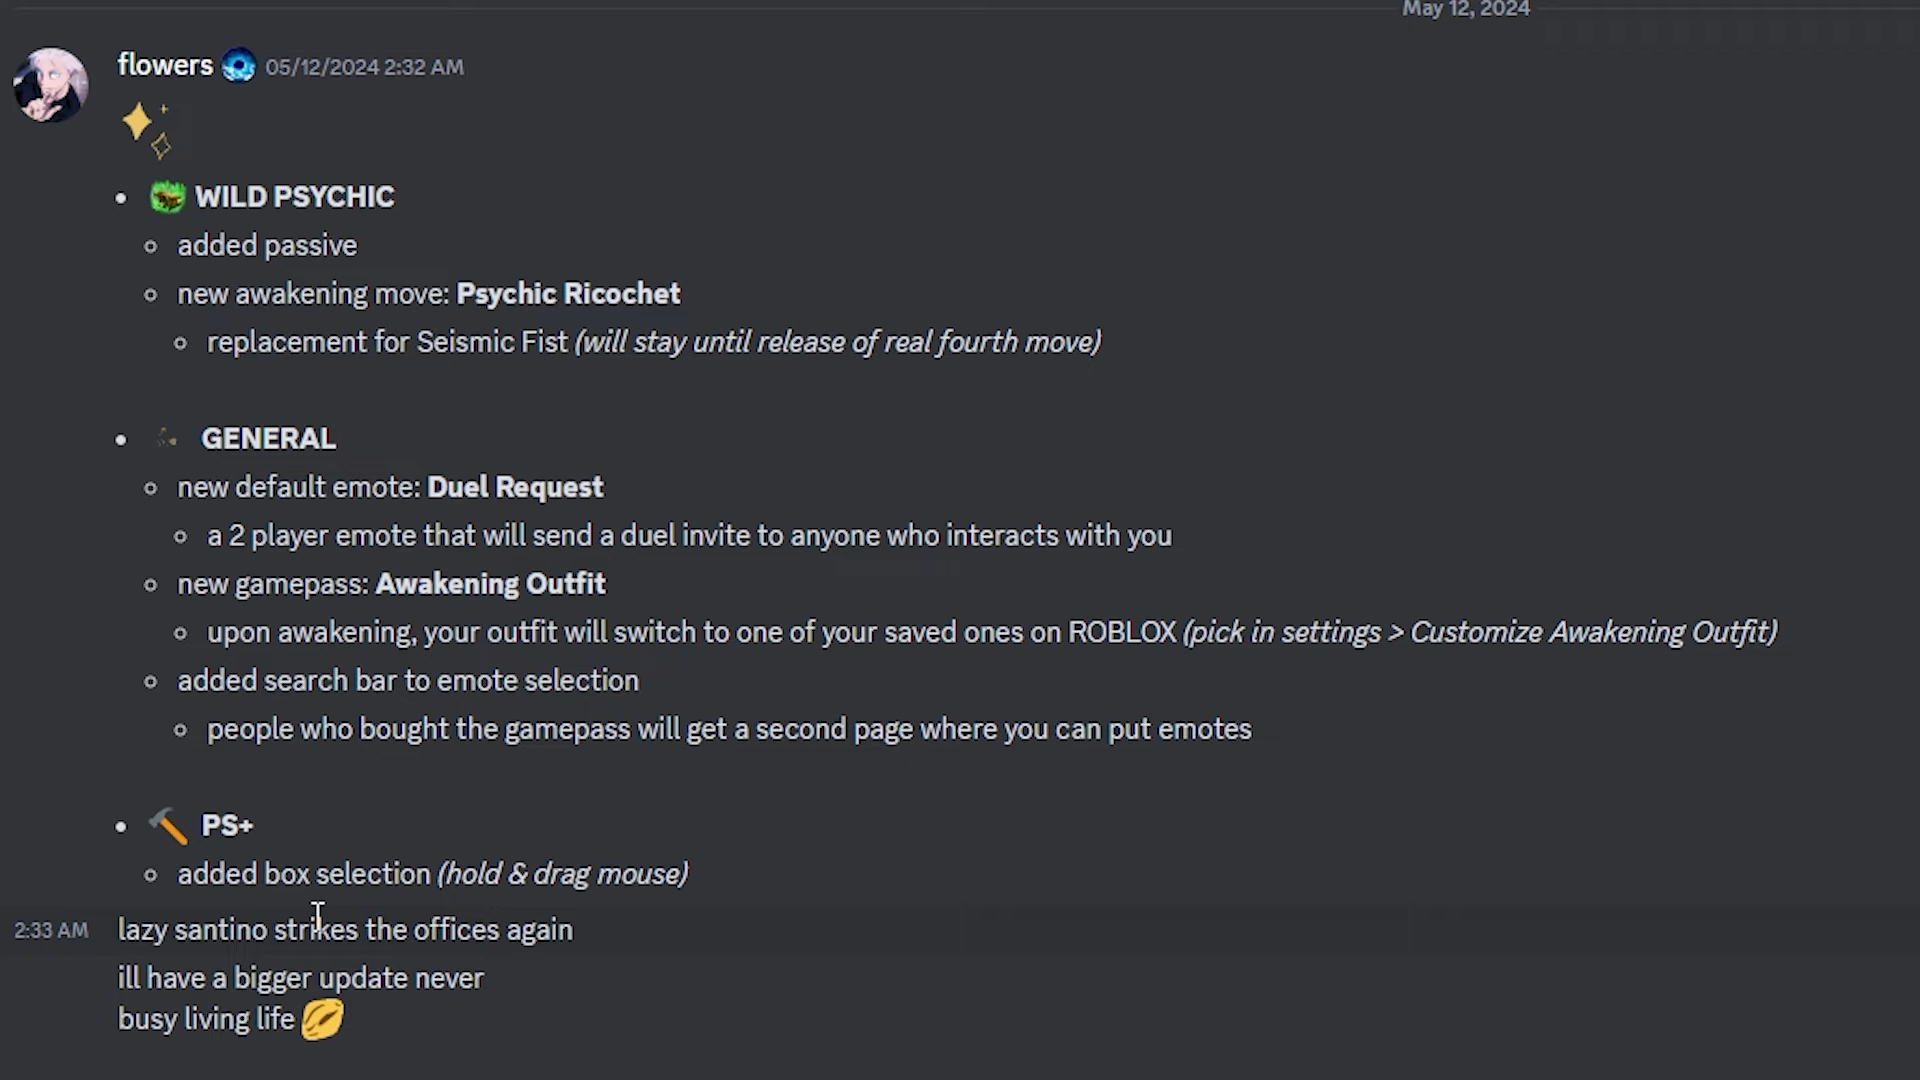 May 12, 2024
flowers 05/12/2024 2:32 AM
WILD PSYCHIC
added passive
new awakening move: Psychic Ricochet
replacement for Seismic Fist (will stay until release of real fourth move)
GENERAL
new default emote: Duel Request
a 2 player emote that will send a duel invite to anyone who interacts with you
new gamepass: Awakening Outfit
upon awakening, your outfit will switch to one of your saved ones on ROBLOX (pick in settings > Customize Awakening Outfit)
added search bar to emote selection
people who bought the gamepass will get a second page where you can put emotes
PS+
added box selection (hold & drag mouse)
2:33 AM lazy santino strikes the offices again
ill have a bigger update never
busy living life